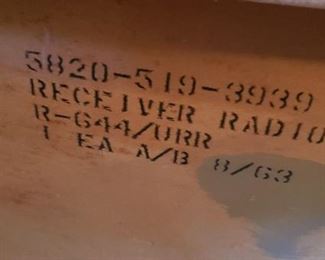 5820-519-3939
RECEIVER RADIO
R-644/URR
1 EA A/B 8/63